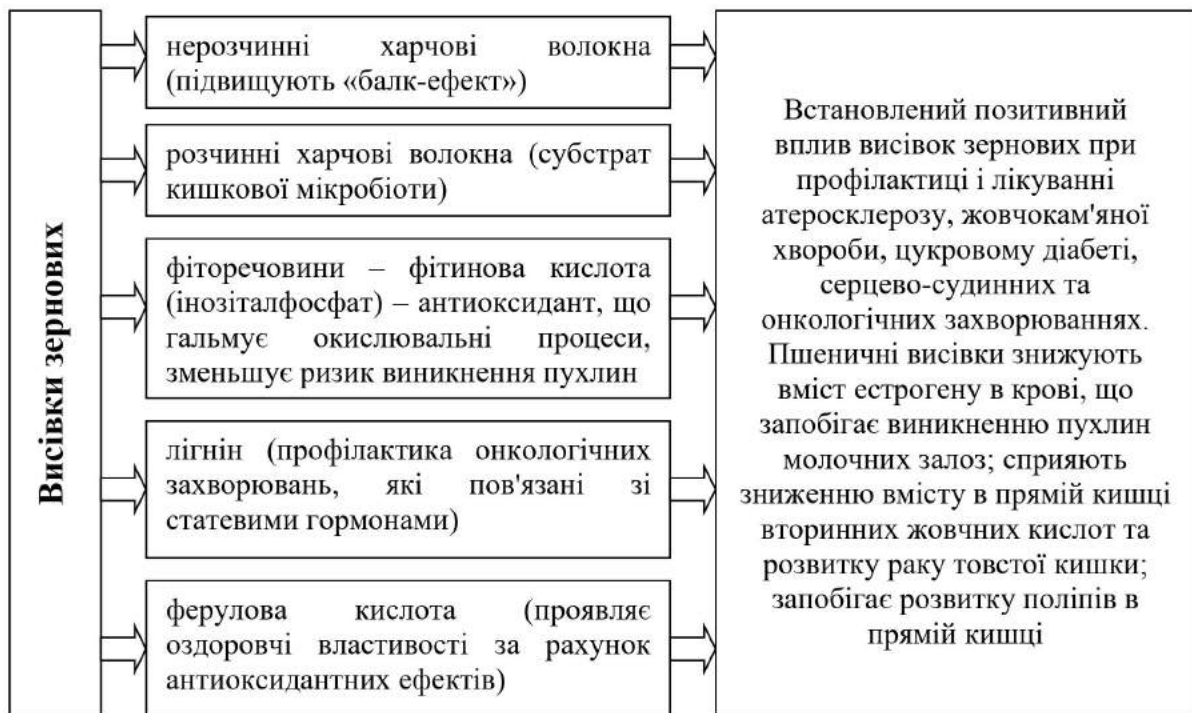 Висівки зернових
нерозчинні харчові волокна
(підвищують «балк-ефект»)
розчинні харчові волокна (субстрат
кишкової мікробіоти)
фіторечовини – фітинова кислота
(інозіталфосфат) – антиоксидант, що
гальмує окислювальні процеси,
зменьшує ризик виникнення пухлин
лігнін (профілактика онкологічних
захворювань, які пов'язані зі
статевими гормонами)
ферулова кислота (проявляє
оздоровчі властивості за рахунок
антиоксидантних ефектів)
Встановлений позитивний
вплив висівок зернових при
профілактиці і лікуванні
атеросклерозу, жовчокам'яної
хвороби, цукровому діабеті,
серцево-судинних та
онкологічних захворюваннях.
Пшеничні висівки знижують
вміст естрогену в крові, що
запобігає виникненню пухлин
молочних залоз; сприяють
зниженню вмісту в прямій кишці
вторинних жовчних кислот та
розвитку раку товстої кишки;
запобігає розвитку поліпів в
прямій кишці